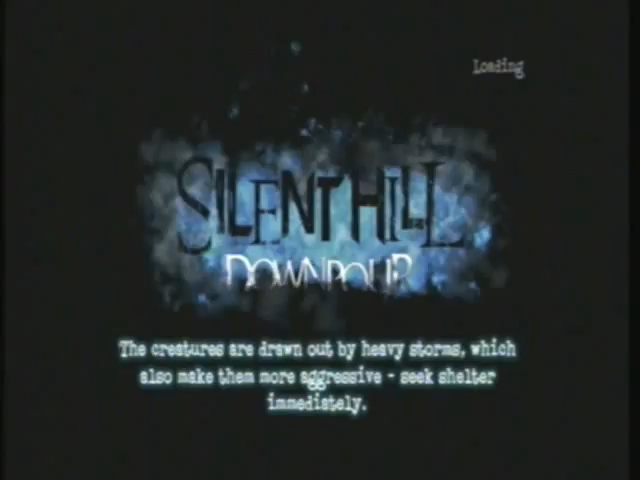 Loading
SILENT HILL
DOWNPOUR
The creatures are drawn out by heavy storms, which
also make them more aggressive - seek shelter
immediately.